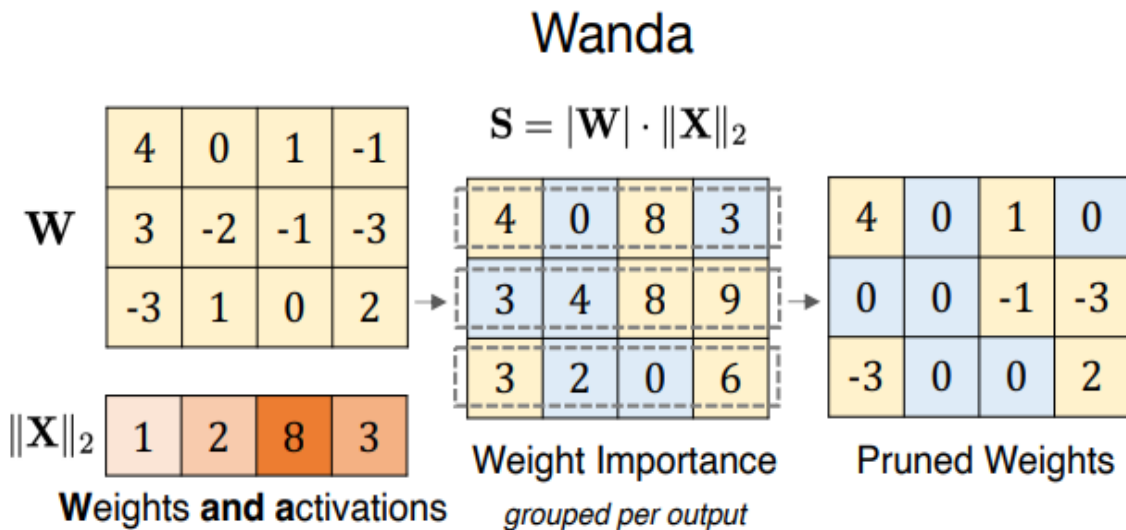 Wanda
S = |W| · ‖X‖₂
W
4 0 1 -1
3 -2 -1 -3
-3 1 0 2
‖X‖₂ 1 2 8 3
Weights and activations
4 0 8 3
3 4 8 9
3 2 0 6
Weight Importance
grouped per output
4 0 1 0
0 0 -1 -3
-3 0 0 2
Pruned Weights